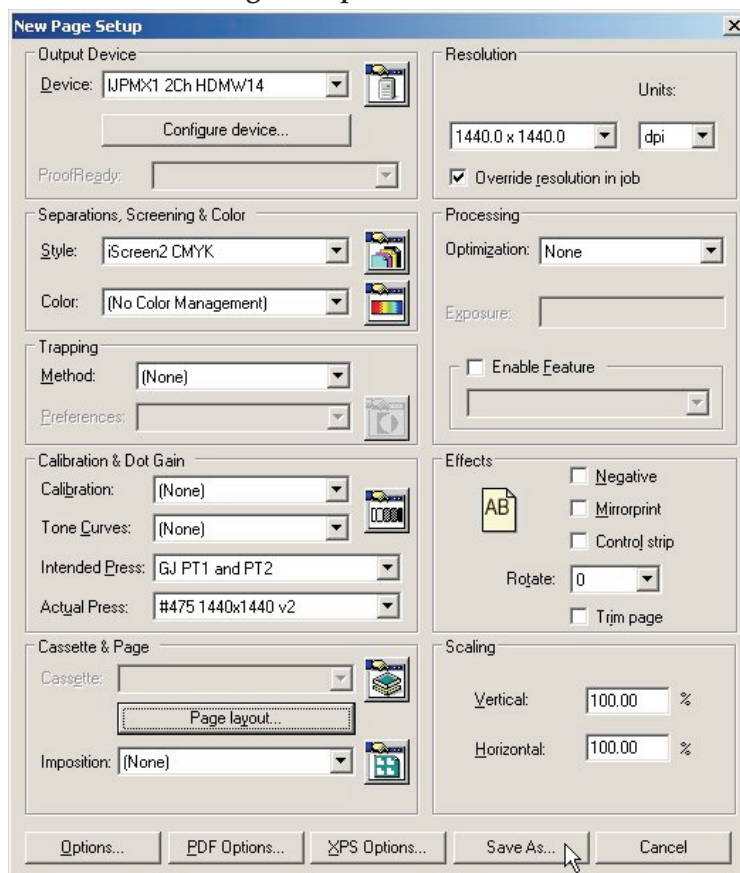 New Page Setup
Output Device
Device: IJPMX1 2Ch HDMW14
Configure device...
ProofReady:
Separations, Screening & Color
Style: iScreen2 CMYK
Color: (No Color Management)
Trapping
Method: (None)
Preferences:
Calibration & Dot Gain
Calibration: (None)
Tone Curves: (None)
Intended Press: GJ PT1 and PT2
Actual Press: #475 1440x1440 v2
Cassette & Page
Cassette:
Page layout...
Imposition: (None)
Resolution
Units:
1440.0 x 1440.0 dpi
Override resolution in job
Processing
Optimization: None
Exposure:
Enable Feature
Effects
AB
Negative
Mirrorprint
Control strip
Rotate: 0
Trim page
Scaling
Vertical: 100.00 %
Horizontal: 100.00 %
Options... PDF Options... XPS Options... Save As... Cancel